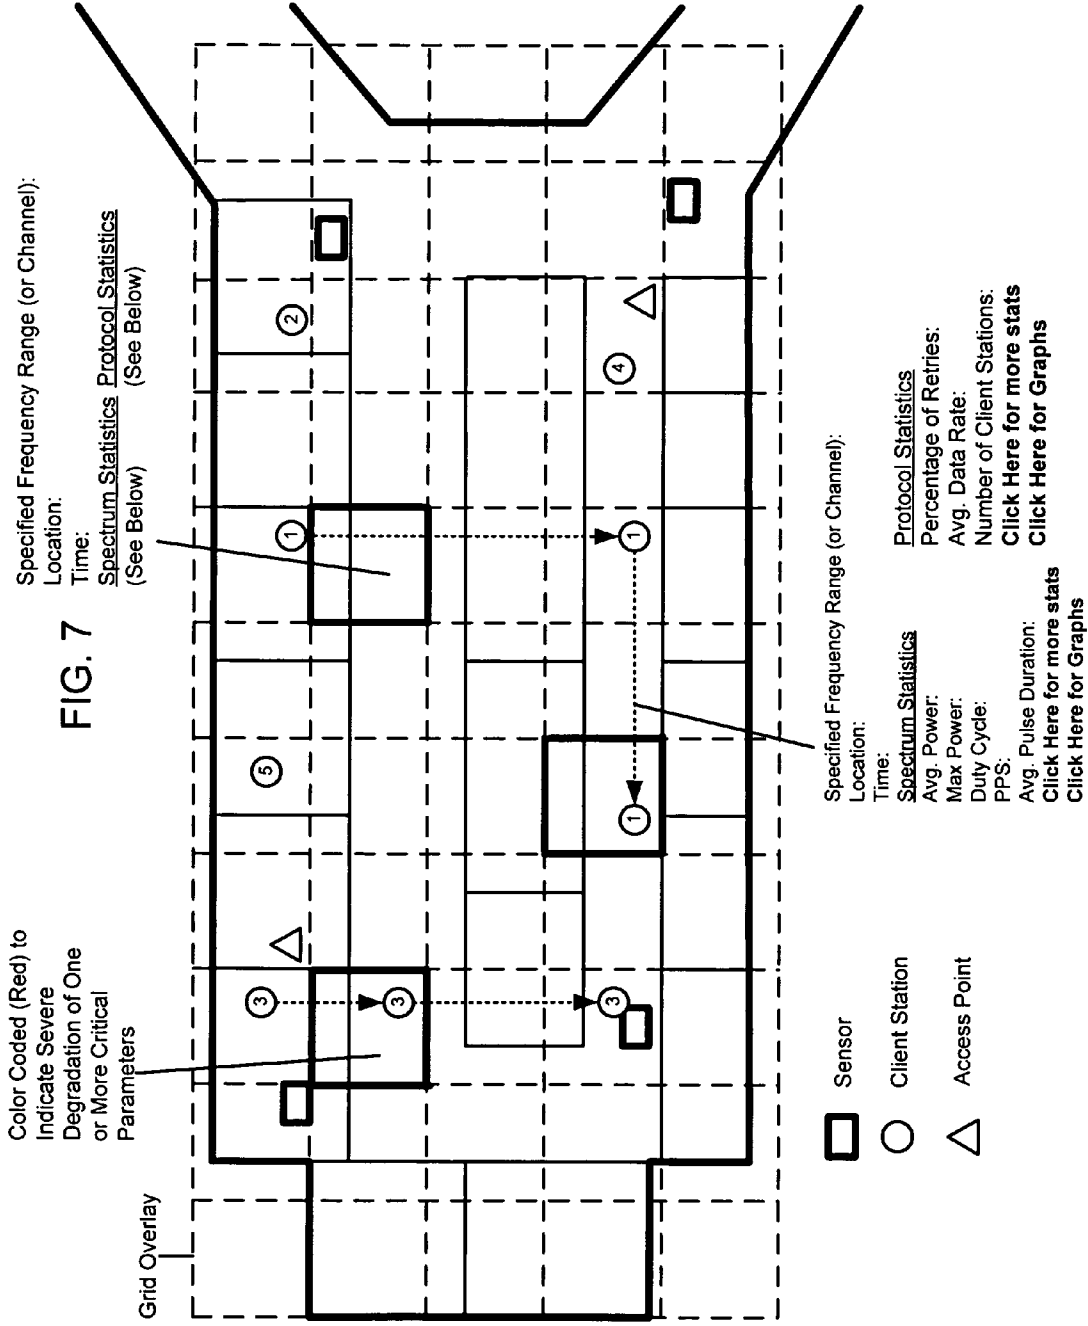 FIG. 7
Grid Overlay
Color Coded (Red) to
Indicate Severe
Degradation of One
or More Critical
Parameters
Specified Frequency Range (or Channel):
Location:
Time:
Spectrum Statistics Protocol Statistics
(See Below) (See Below)
3
3
3
5
1
1
1
2
4
Sensor
Client Station
Access Point
Specified Frequency Range (or Channel):
Location:
Time:
Spectrum Statistics
Avg. Power:
Max Power:
Duty Cycle:
PPS:
Avg. Pulse Duration:
Click Here for more stats
Click Here for Graphs
Protocol Statistics
Percentage of Retries:
Avg. Data Rate:
Number of Client Stations:
Click Here for more stats
Click Here for Graphs